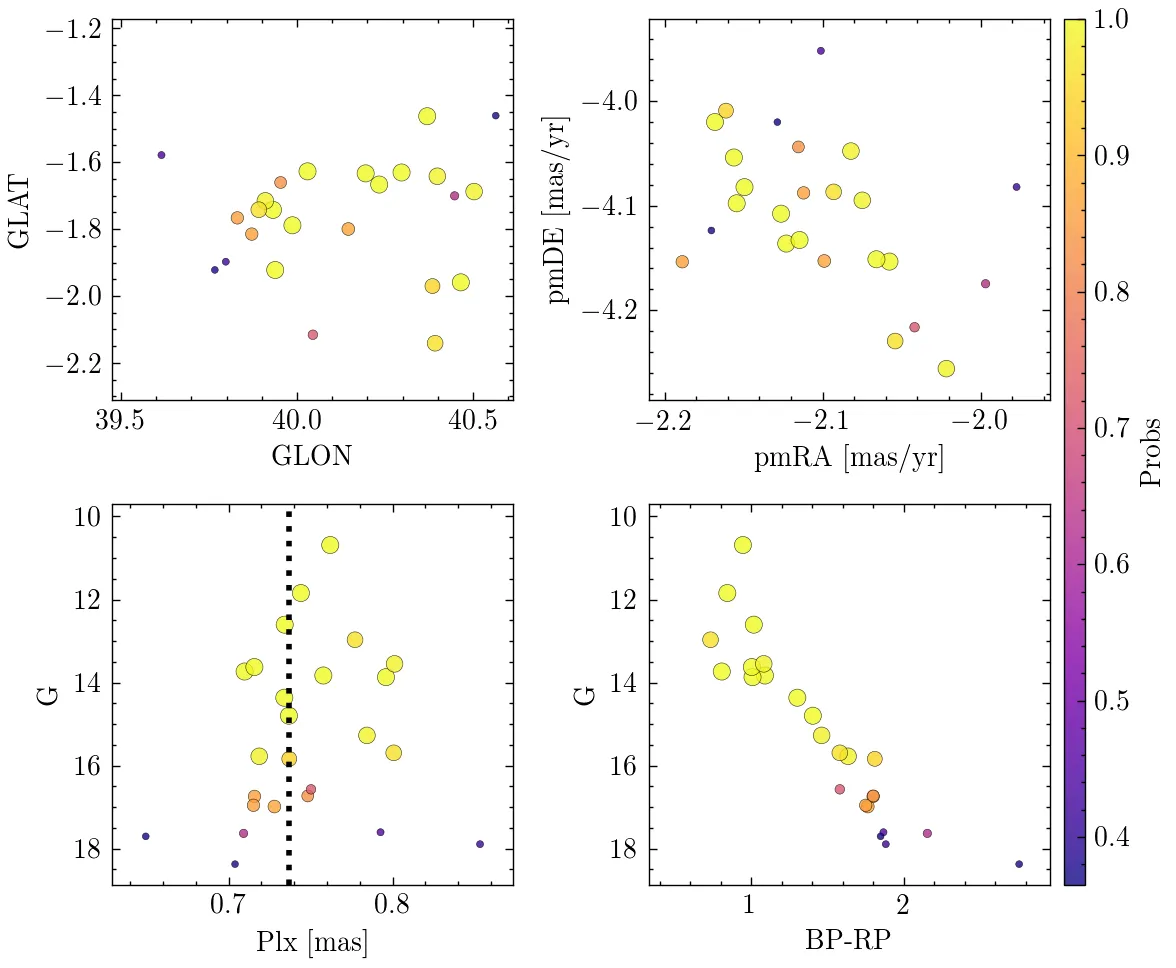 −1.2
−1.4
−1.6
−1.8
−2.0
−2.2
GLAT
39.5 40.0 40.5
GLON
−4.0
−4.1
−4.2
pmDE [mas/yr]
−2.2 −2.1 −2.0
pmRA [mas/yr]
10
12
14
16
18
G
0.7 0.8
Plx [mas]
10
12
14
16
18
G
1 2
BP-RP
1.0
0.9
0.8
0.7
0.6
0.5
0.4
Probs